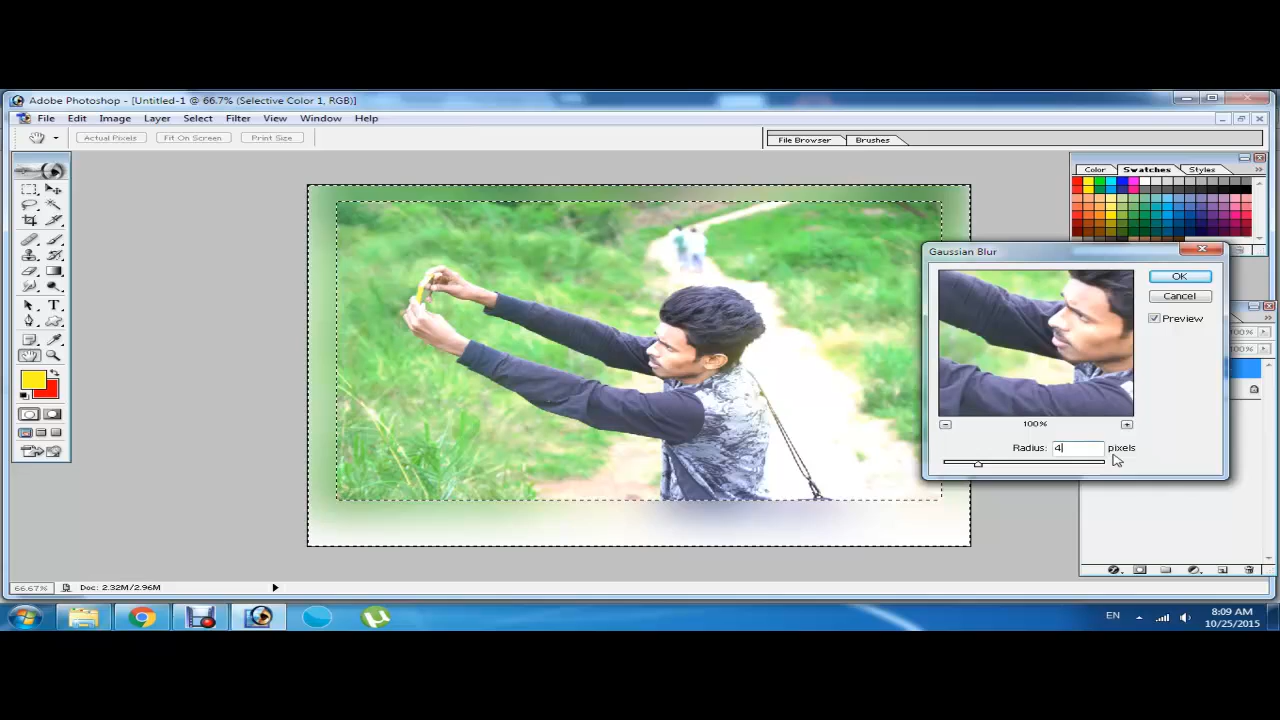 Adobe Photoshop - [Untitled-1 @ 66.7% (Selective Color 1, RGB)]
File Edit Image Layer Select Filter View Window Help
Actual Pixels Fit On Screen Print Size
File Browser Brushes
Color Swatches Styles
Gaussian Blur
OK
Cancel
Preview
100%
100%
100%
Radius: 4 pixels
66.67% Doc: 2.32M/2.96M
EN 8:09 AM
10/25/2015